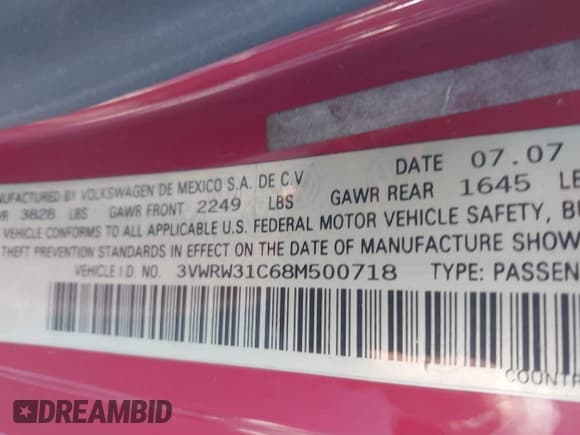 MANUFACTURED BY VOLKSWAGEN DE MEXICO S.A. DE C.V. DATE 07.07
3828 LBS GAWR FRONT 2249 LBS GAWR REAR 1645
VEHICLE CONFORMS TO ALL APPLICABLE U.S. FEDERAL MOTOR VEHICLE SAFETY,
THEFT PREVENTION STANDARDS IN EFFECT ON THE DATE OF MANUFACTURE SHOW
VEHICLE I.D. NO. 3VWRW31C68M500718 TYPE: PASSEN
COUNTR
DREAMBID